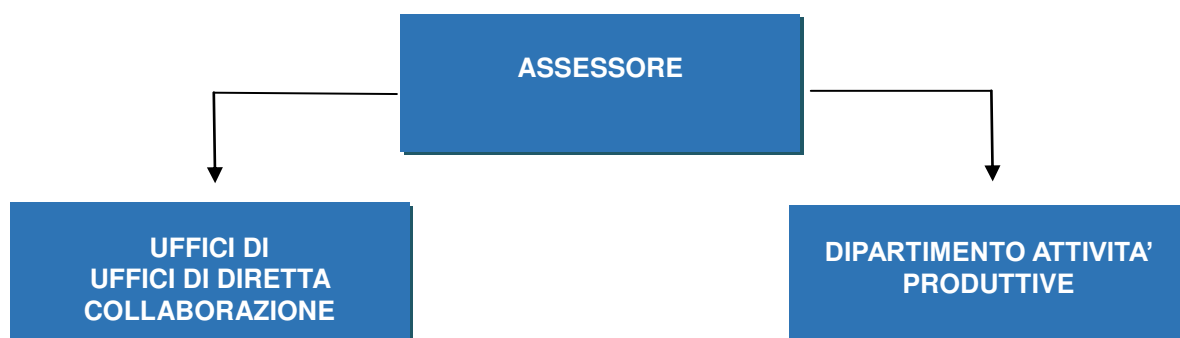 ASSESSORE
UFFICI DI
UFFICI DI DIRETTA
COLLABORAZIONE
DIPARTIMENTO ATTIVITA’
PRODUTTIVE